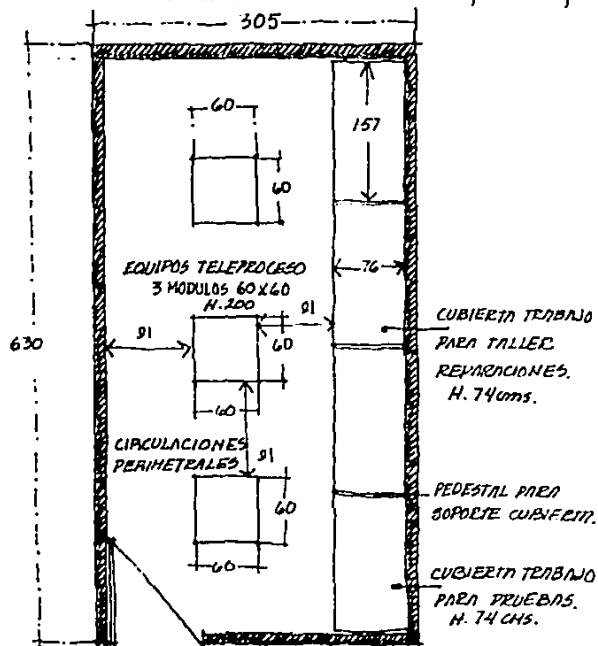 305
60
157
60
EQUIPOS TELEPROCESO
3 MODULOS 60X60
H. 200
76
91
91
60
630
60
CUBIERTA TRABAJO
PARA TALLER
REPARACIONES.
H. 74 cms.
CIRCULACIONES
PERIMETRALES
91
60
60
PEDESTAL PARA
SOPORTE CUBIERTA.
CUBIERTA TRABAJO
PARA PRUEBAS.
H. 74 CMS.